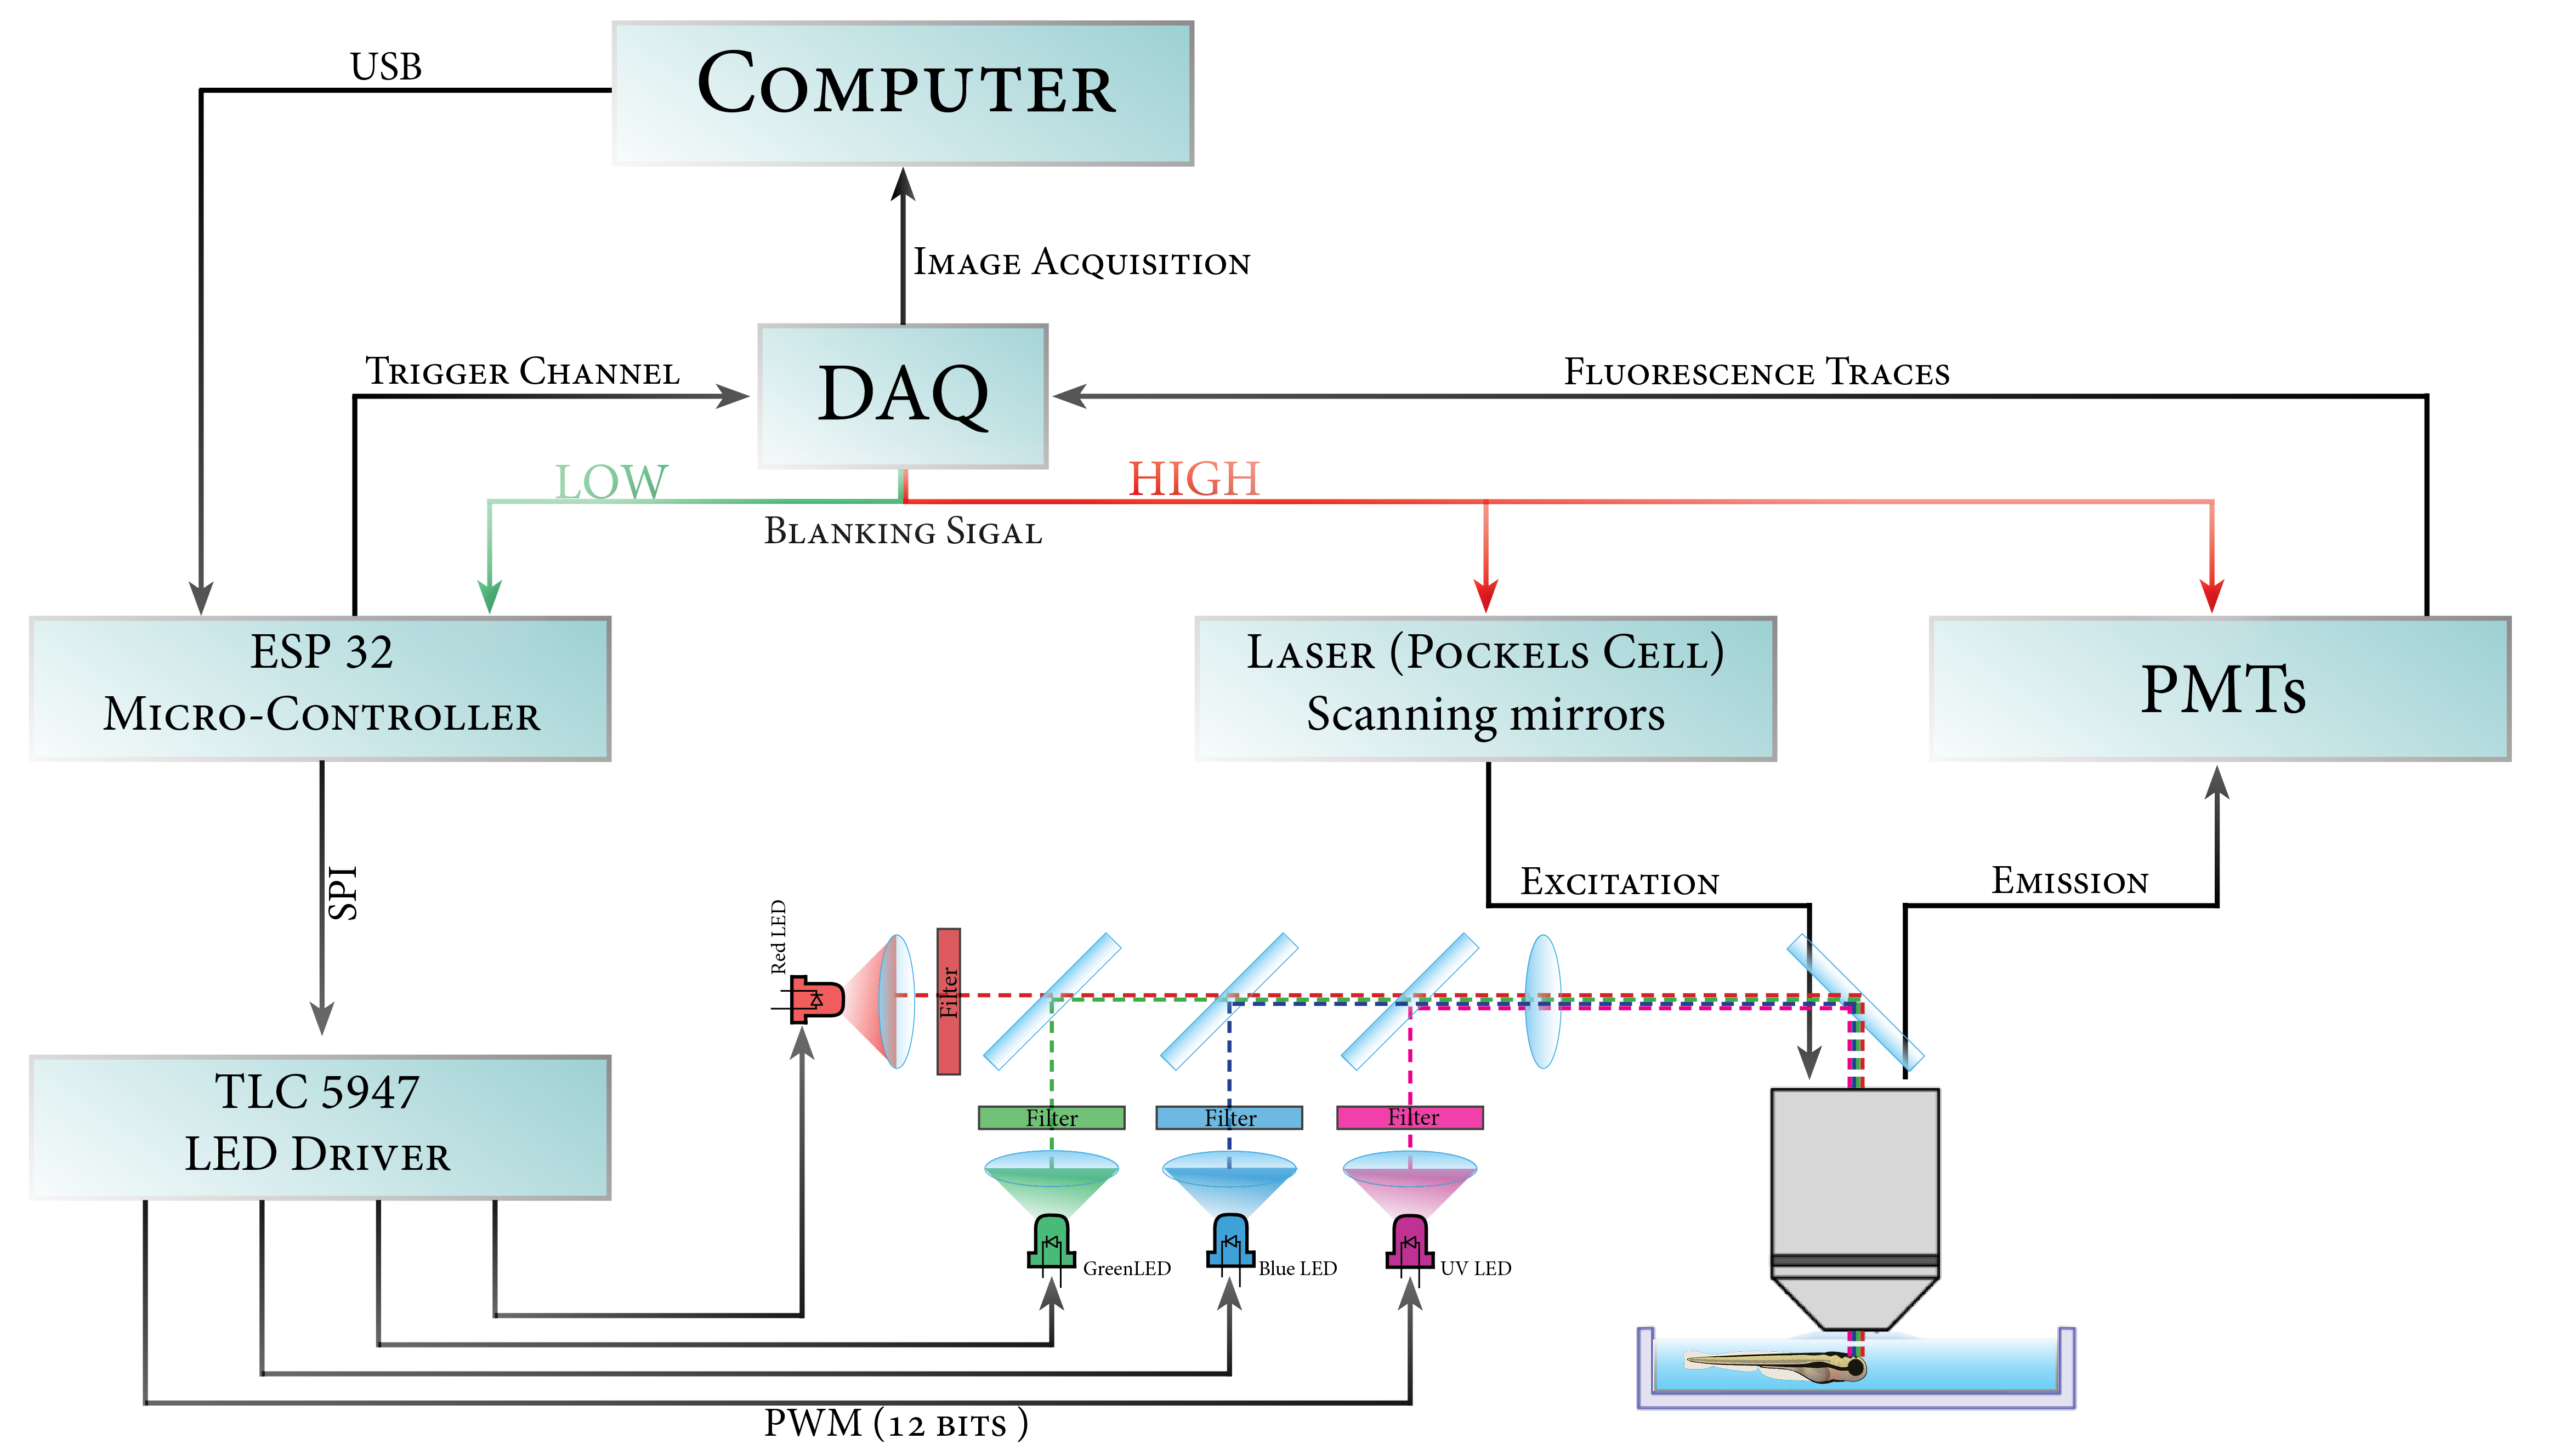 USB
COMPUTER
IMAGE ACQUISITION
TRIGGER CHANNEL
DAQ
FLUORESCENCE TRACES
LOW
HIGH
BLANKING SIGAL
ESP 32
MICRO-CONTROLLER
LASER (POCKELS CELL)
Scanning mirrors
PMTs
SPI
EXCITATION
EMISSION
Red LED
Filter
TLC 5947
LED DRIVER
Filter
Filter
Filter
GreenLED
Blue LED
UV LED
PWM (12 BITS )